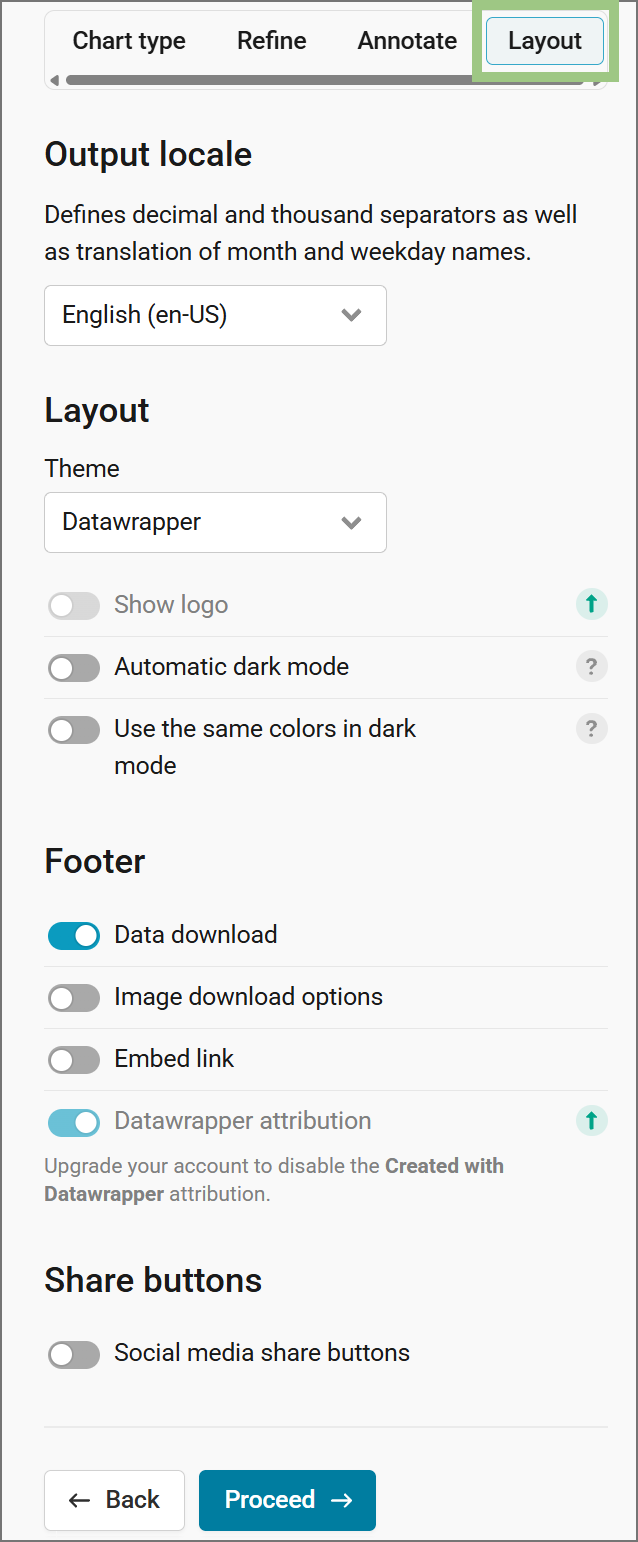 Chart type Refine Annotate Layout
Output locale
Defines decimal and thousand separators as well
as translation of month and weekday names.
English (en-US)
Layout
Theme
Datawrapper
Show logo
Automatic dark mode ?
Use the same colors in dark ?
mode
Footer
Data download
Image download options
Embed link
Datawrapper attribution
Upgrade your account to disable the Created with
Datawrapper attribution.
Share buttons
Social media share buttons
← Back Proceed →